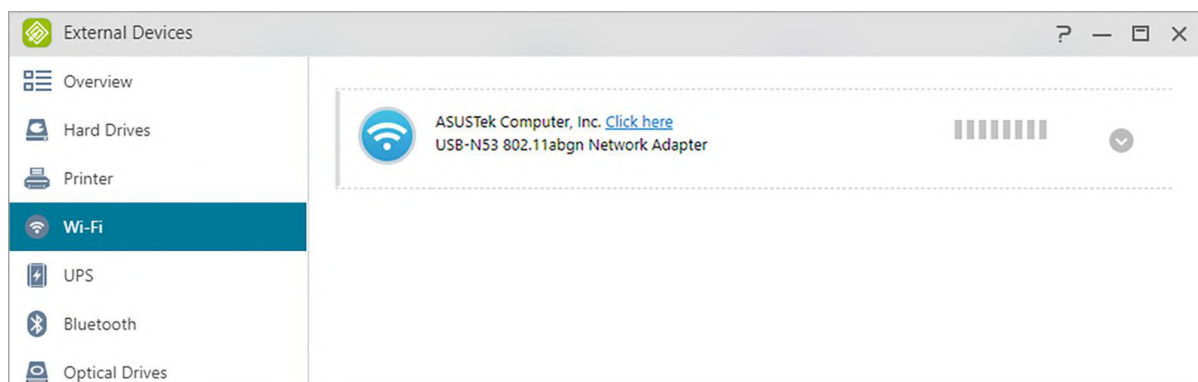 External Devices
Overview
Hard Drives
Printer
Wi-Fi
UPS
Bluetooth
Optical Drives
ASUSTek Computer, Inc. Click here
USB-N53 802.11abgn Network Adapter